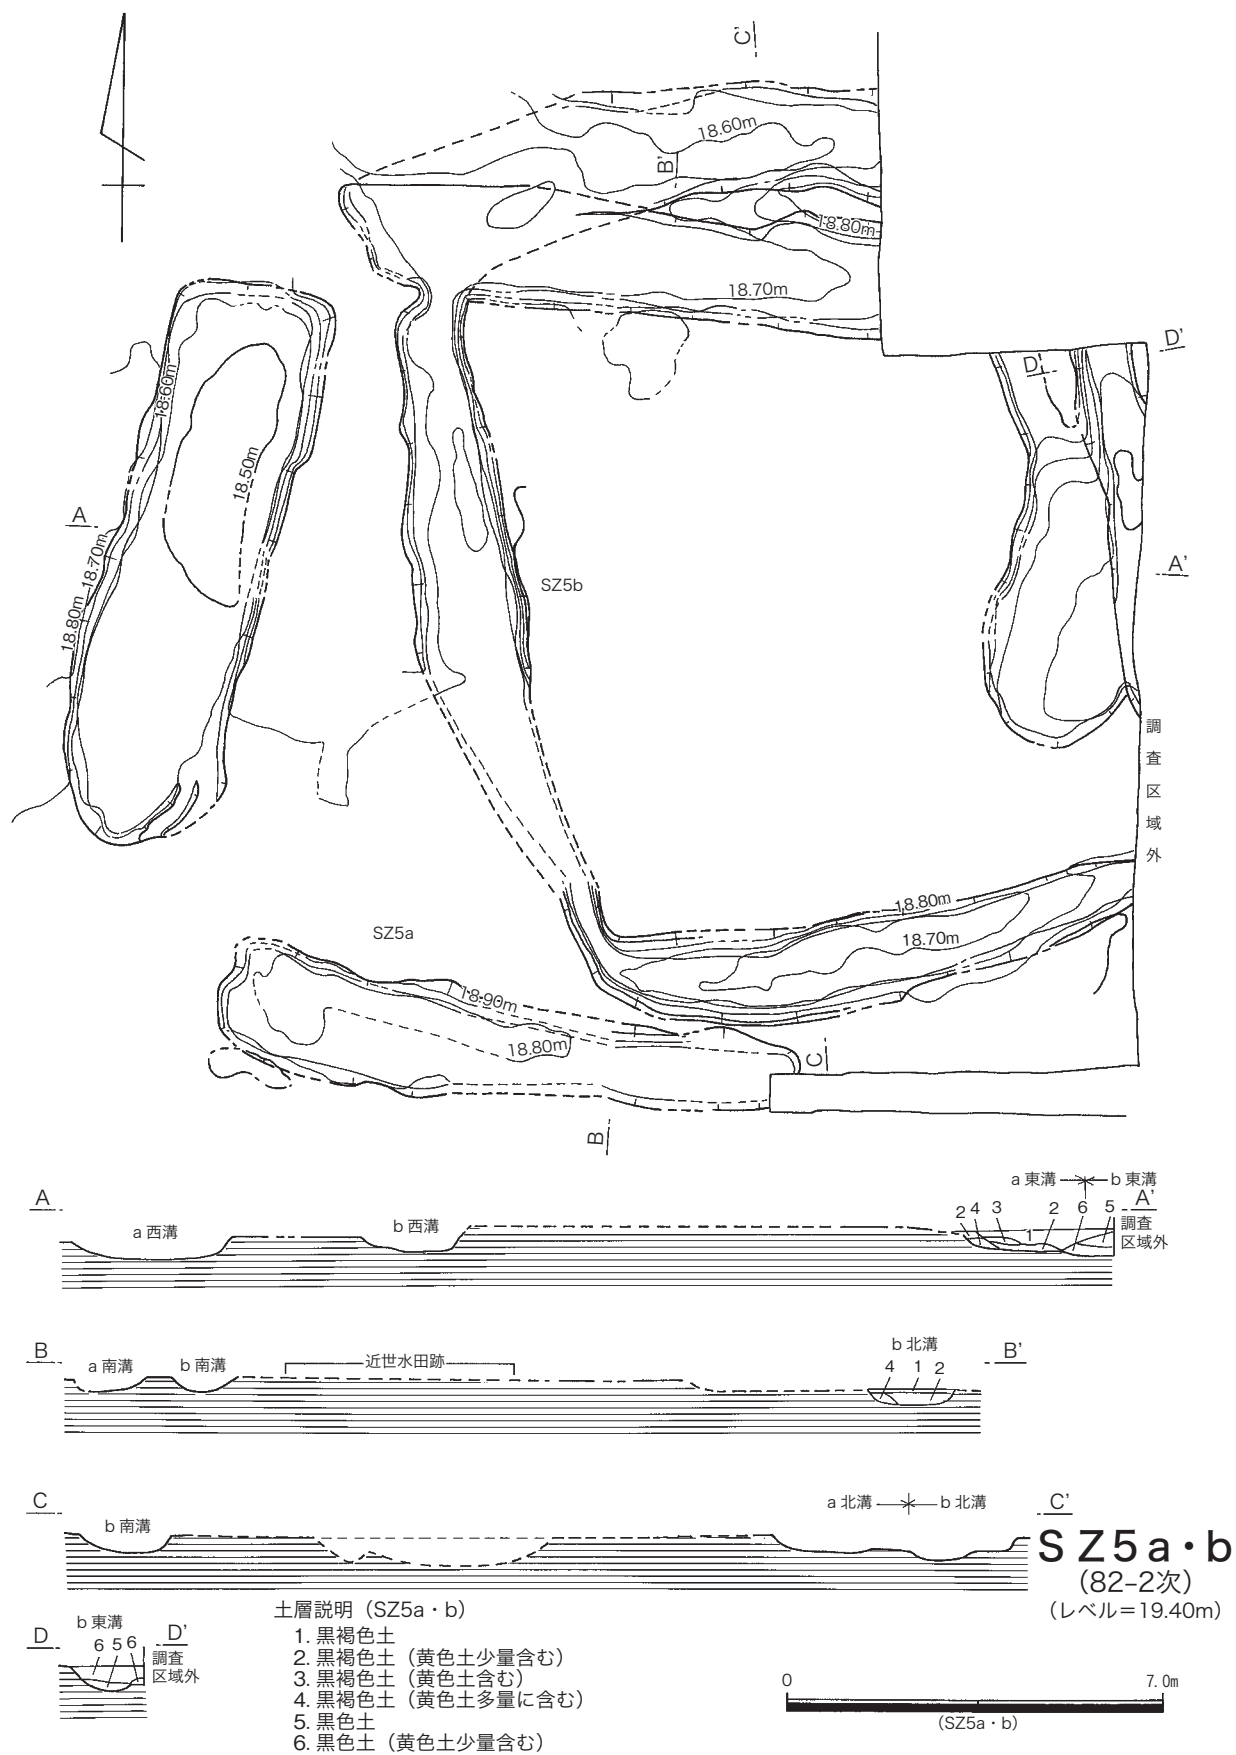 C'
18.60m
B'
18.80m
18.70m
D'
D
18.60m
18.50m
A
18.70m
18.80m
A'
SZ5b
調査区域外
18.80m
18.70m
SZ5a
18.90m
18.80m
C
B
a 東溝 b 東溝
A A'
2 4 3 2 6 5
1
調査
区域外
a 西溝 b 西溝
B B'
b 北溝
4 1 2
a 南溝 b 南溝 近世水田跡
C C'
a 北溝 b 北溝
b 南溝
SZ5a・b
(82-2次)
(レベル=19.40m)
D D'
b 東溝
6 5 6
調査
区域外
土層説明(SZ5a・b)
1. 黒褐色土
2. 黒褐色土(黄色土少量含む)
3. 黒褐色土(黄色土含む)
4. 黒褐色土(黄色土多量に含む)
5. 黒色土
6. 黒色土(黄色土少量含む)
0 7.0m
(SZ5a・b)